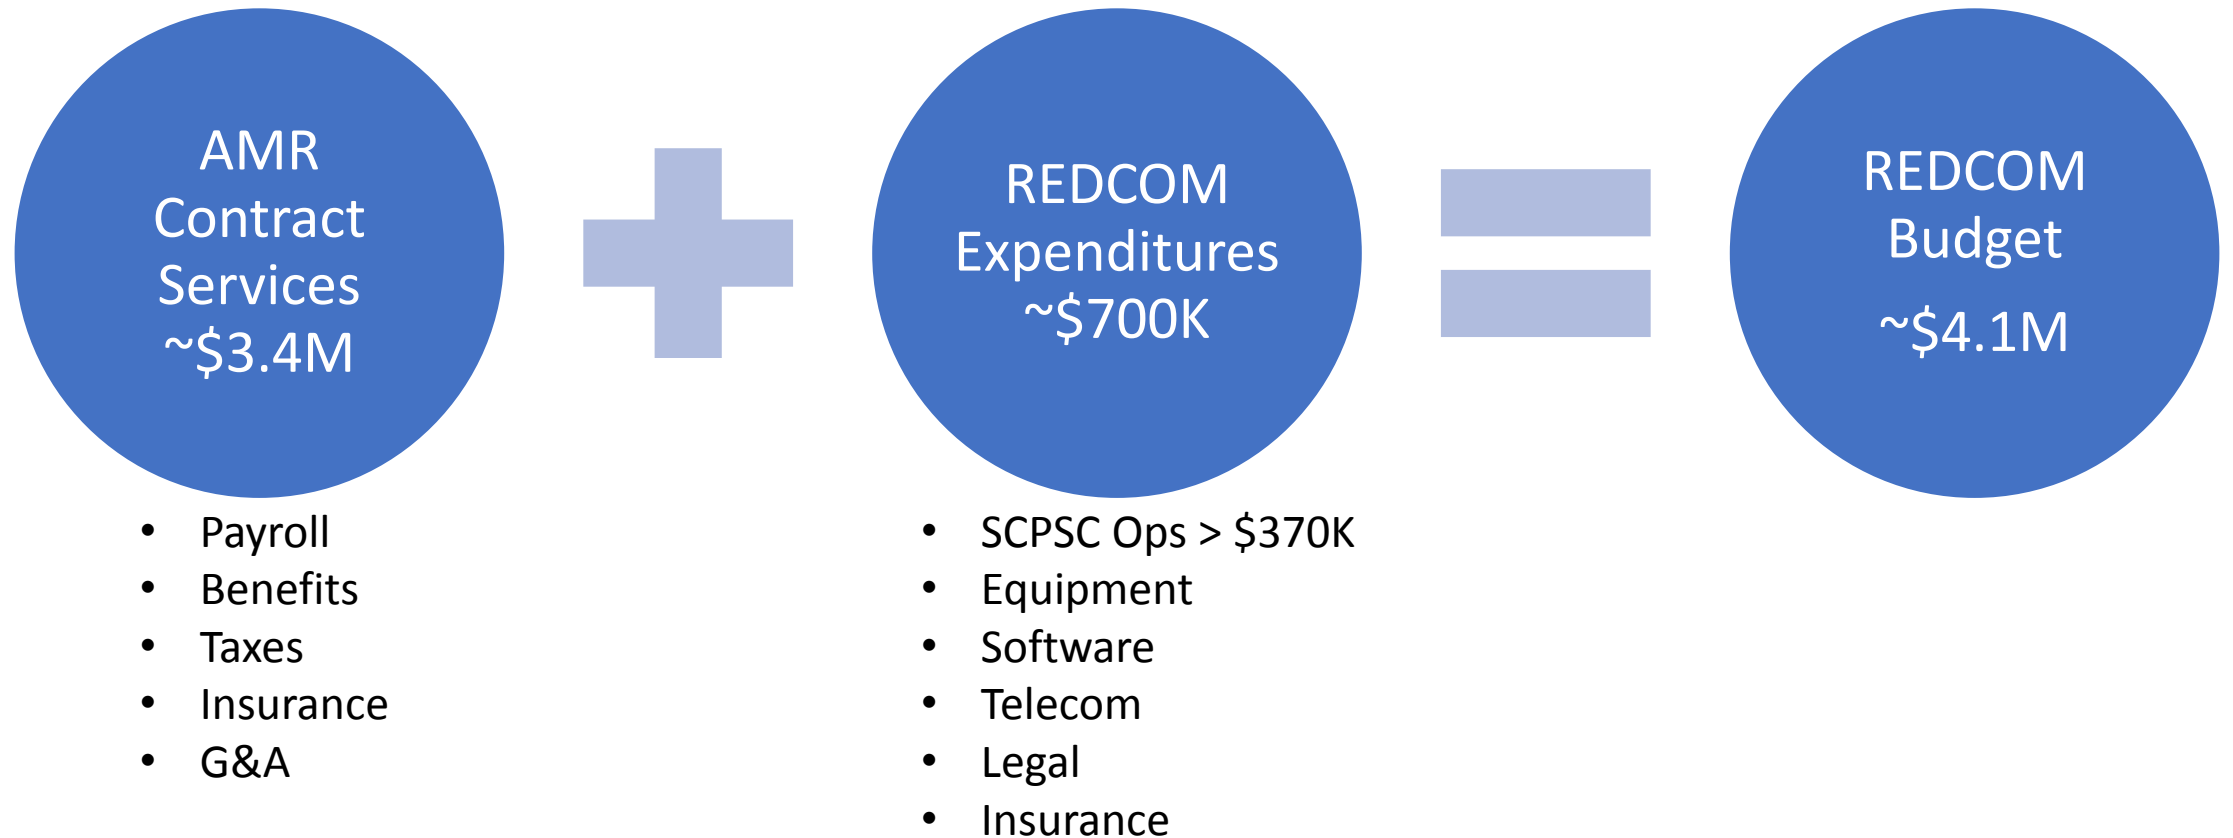 AMR
Contract
Services
~$3.4M
REDCOM
Expenditures
~$700K
REDCOM
Budget
~$4.1M
• Payroll
• Benefits
• Taxes
• Insurance
• G&A
• SCPSC Ops > $370K
• Equipment
• Software
• Telecom
• Legal
• Insurance